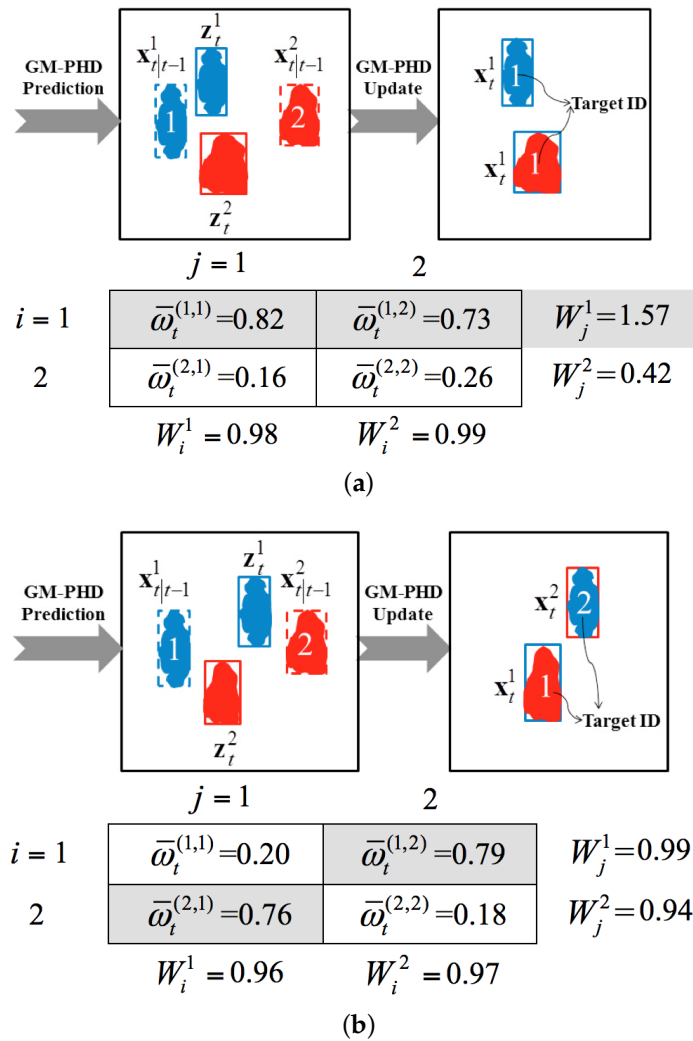 GM-PHD
Prediction
x^1_{t|t-1}
z^1_t
x^2_{t|t-1}
1
2
z^2_t
GM-PHD
Update
x^1_t
1
Target ID
x^1_t
1
j = 1 2
i = 1 ω̅_t^{(1,1)}=0.82 ω̅_t^{(1,2)}=0.73 W_j^1=1.57
2 ω̅_t^{(2,1)}=0.16 ω̅_t^{(2,2)}=0.26 W_j^2=0.42
W_i^1 = 0.98 W_i^2 = 0.99
(a)
GM-PHD
Prediction
x^1_{t|t-1}
z^1_t
x^2_{t|t-1}
1
2
z^2_t
GM-PHD
Update
x^2_t
2
x^1_t
1
Target ID
j = 1 2
i = 1 ω̅_t^{(1,1)}=0.20 ω̅_t^{(1,2)}=0.79 W_j^1=0.99
2 ω̅_t^{(2,1)}=0.76 ω̅_t^{(2,2)}=0.18 W_j^2=0.94
W_i^1 = 0.96 W_i^2 = 0.97
(b)